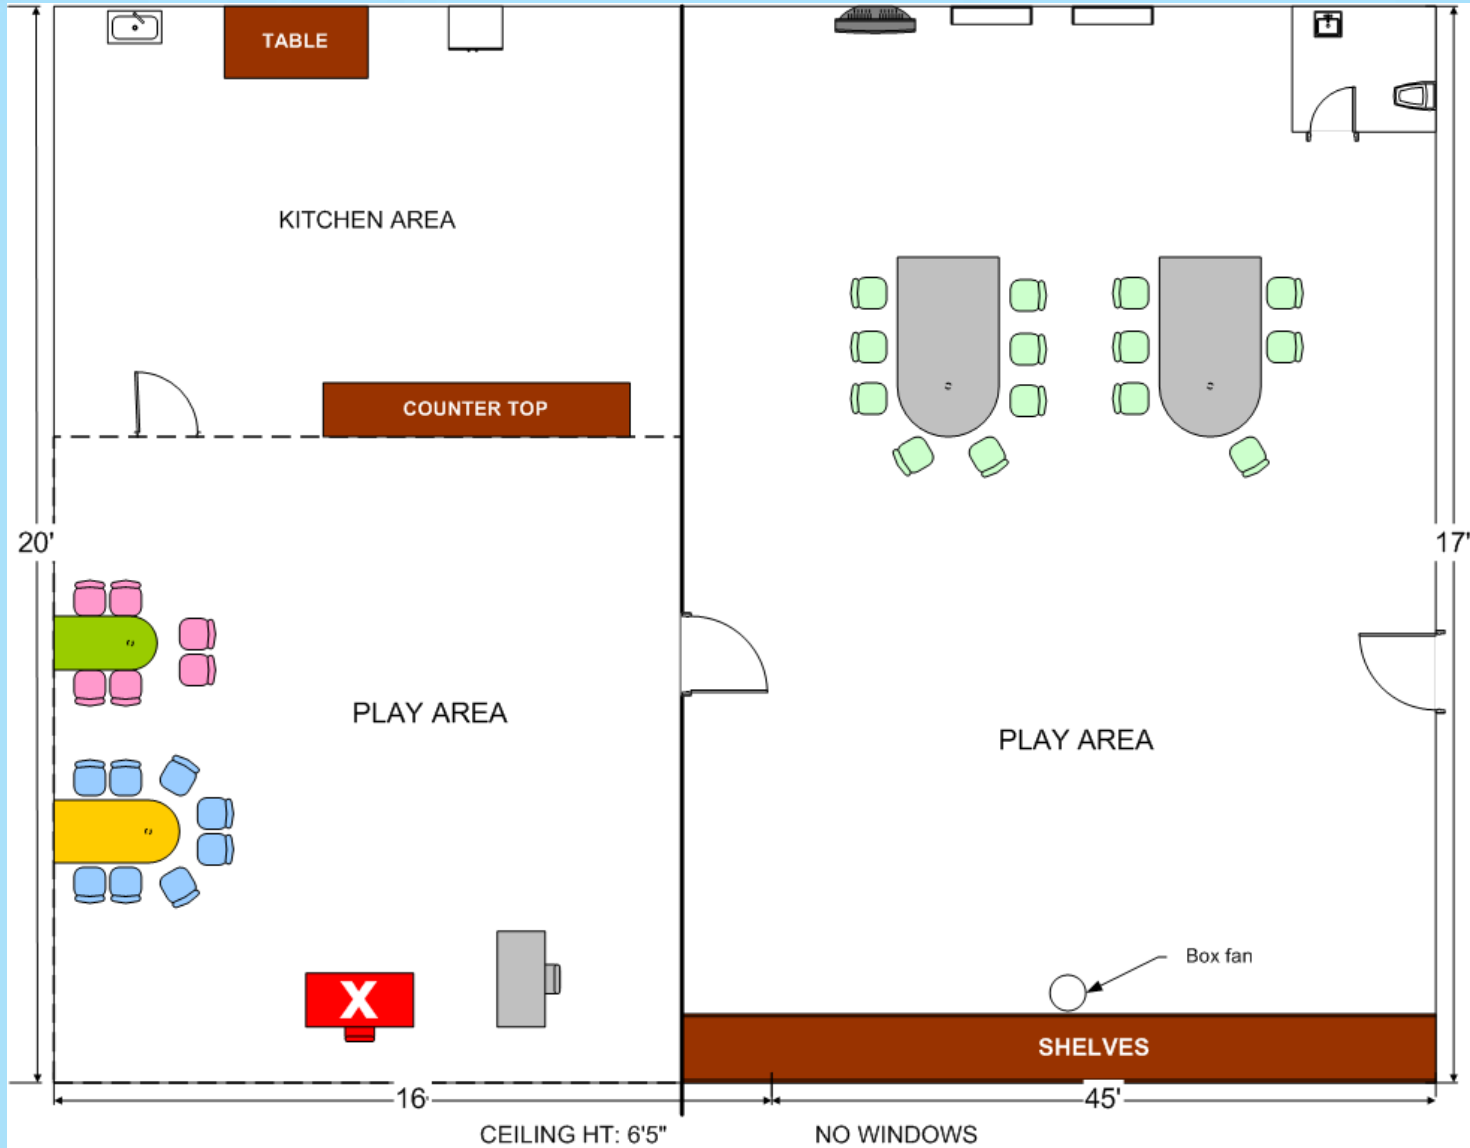 TABLE
KITCHEN AREA
COUNTER TOP
20'
17'
PLAY AREA
PLAY AREA
Box fan
X
SHELVES
16
45'
CEILING HT: 6'5"
NO WINDOWS